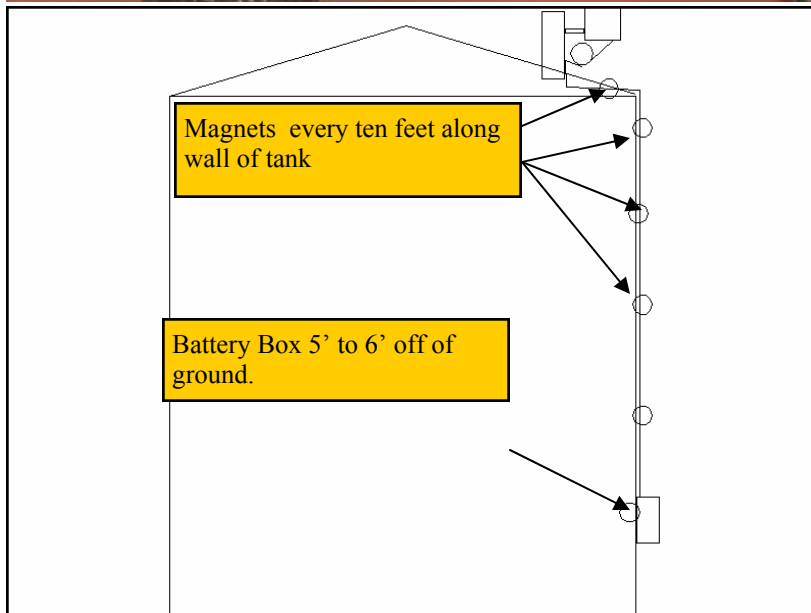 Magnets  every ten feet along
wall of tank
Battery Box 5’ to 6’ off of
ground.